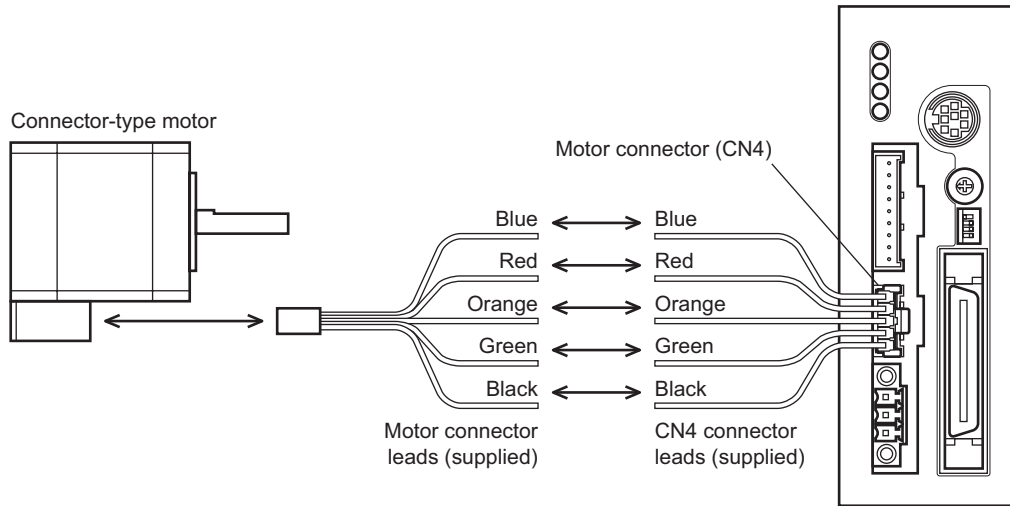 Connector-type motor
Motor connector (CN4)
Blue Blue
Red Red
Orange Orange
Green Green
Black Black
Motor connector
leads (supplied)
CN4 connector
leads (supplied)